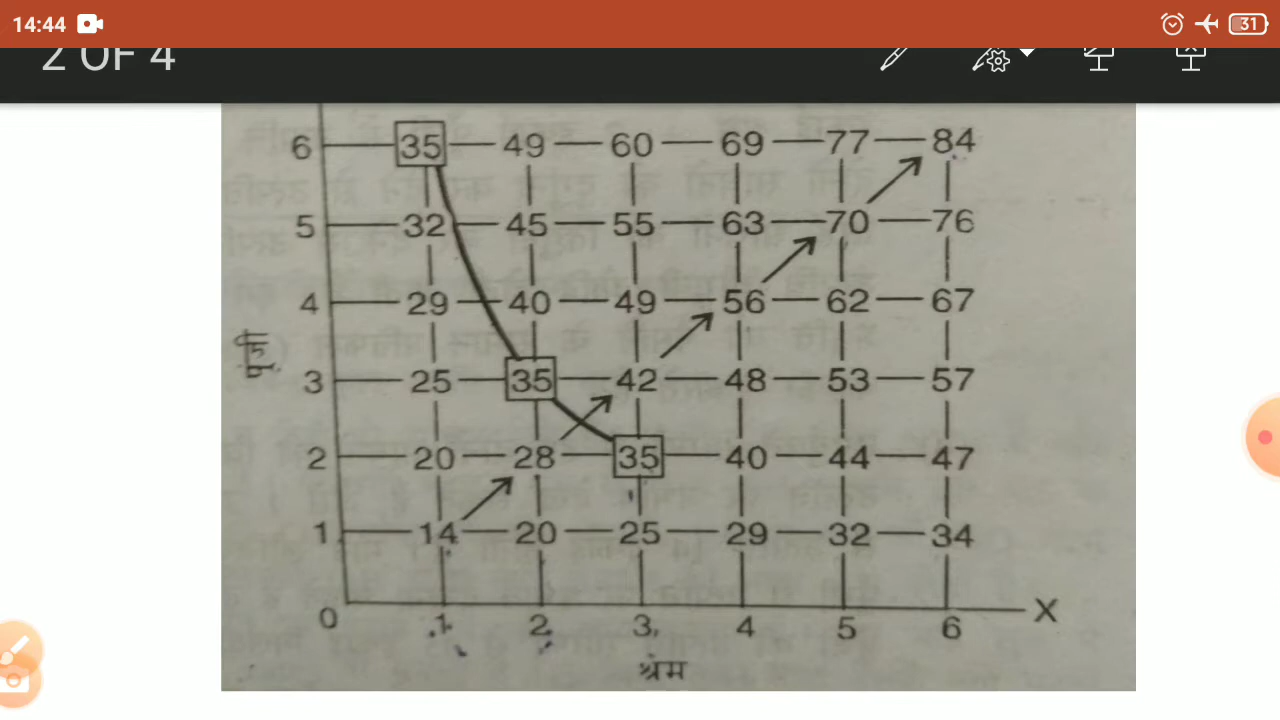 14:44
31
2 OF 4
6 35 49 60 69 77 84
5 32 45 55 63 70 76
4 29 40 49 56 62 67
पूंजी
3 25 35 42 48 53 57
2 20 28 35 40 44 47
1 14 20 25 29 32 34
0 1 2 3 4 5 6 X
श्रम